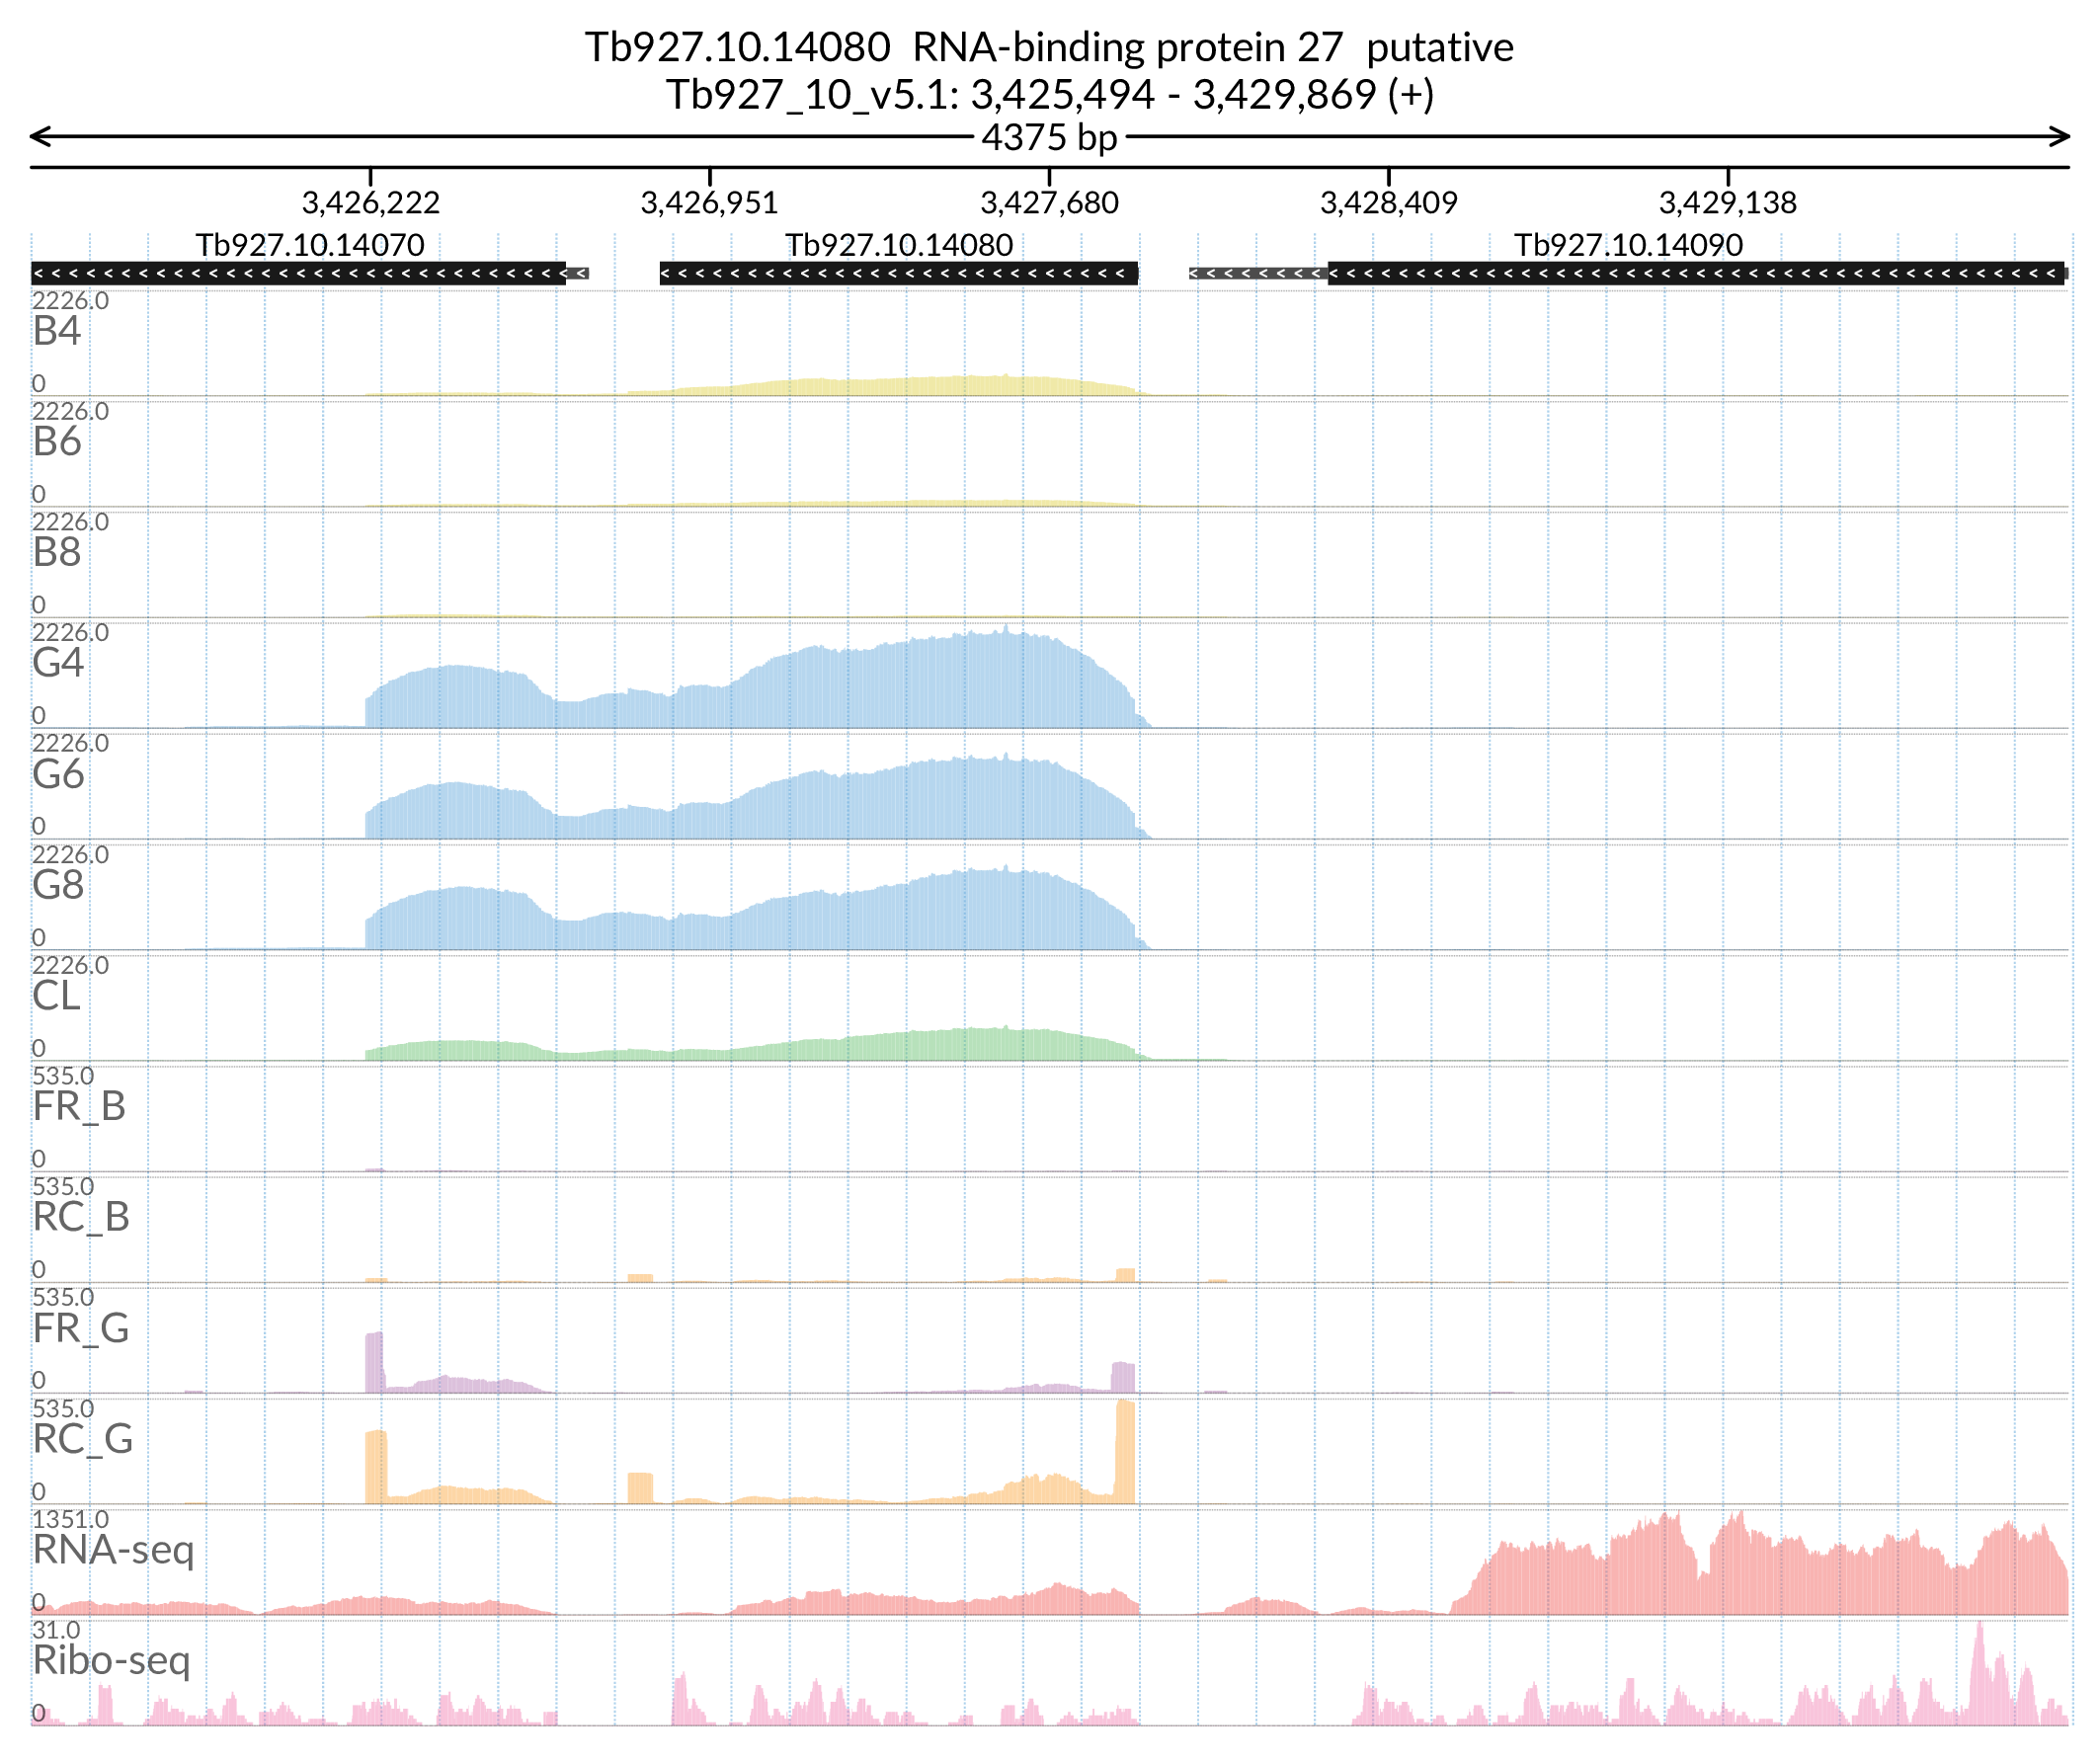 Tb927.10.14080  RNA-binding protein 27  putative
Tb927_10_v5.1: 3,425,494 - 3,429,869 (+)
4375 bp
3,426,222 3,426,951 3,427,680 3,428,409 3,429,138
Tb927.10.14070 Tb927.10.14080 Tb927.10.14090
2226.0
B4
0
2226.0
B6
0
2226.0
B8
0
2226.0
G4
0
2226.0
G6
0
2226.0
G8
0
2226.0
CL
0
535.0
FR_B
0
535.0
RC_B
0
535.0
FR_G
0
535.0
RC_G
0
1351.0
RNA-seq
0
31.0
Ribo-seq
0